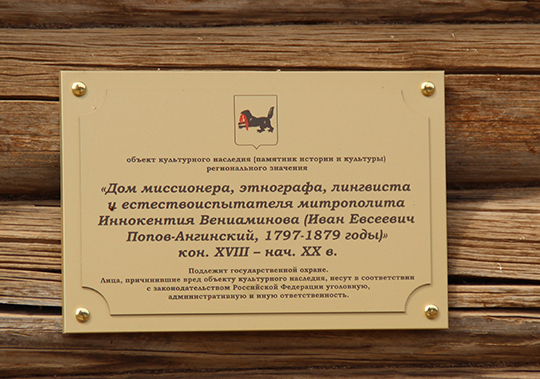 объект культурного наследия (памятник истории и культуры)
регионального значения
«Дом миссионера, этнографа, лингвиста
и естествоиспытателя митрополита
Иннокентия Вениаминова (Иван Евсеевич
Попов-Ангинский, 1797-1879 годы)»
кон. XVIII – нач. XX в.
Подлежит государственной охране.
Лица, причинившие вред объекту культурного наследия, несут в соответствии
с законодательством Российской Федерации уголовную,
административную и иную ответственность.